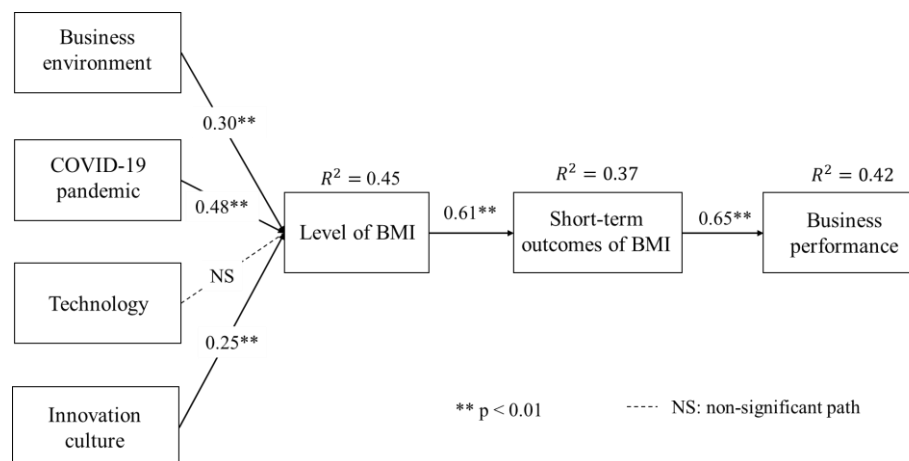 Business
environment
0.30**
COVID-19
pandemic
0.48**
Technology
NS
Innovation
culture
0.25**
R² = 0.45
Level of BMI
0.61**
R² = 0.37
Short-term
outcomes of BMI
0.65**
R² = 0.42
Business
performance
** p < 0.01
NS: non-significant path